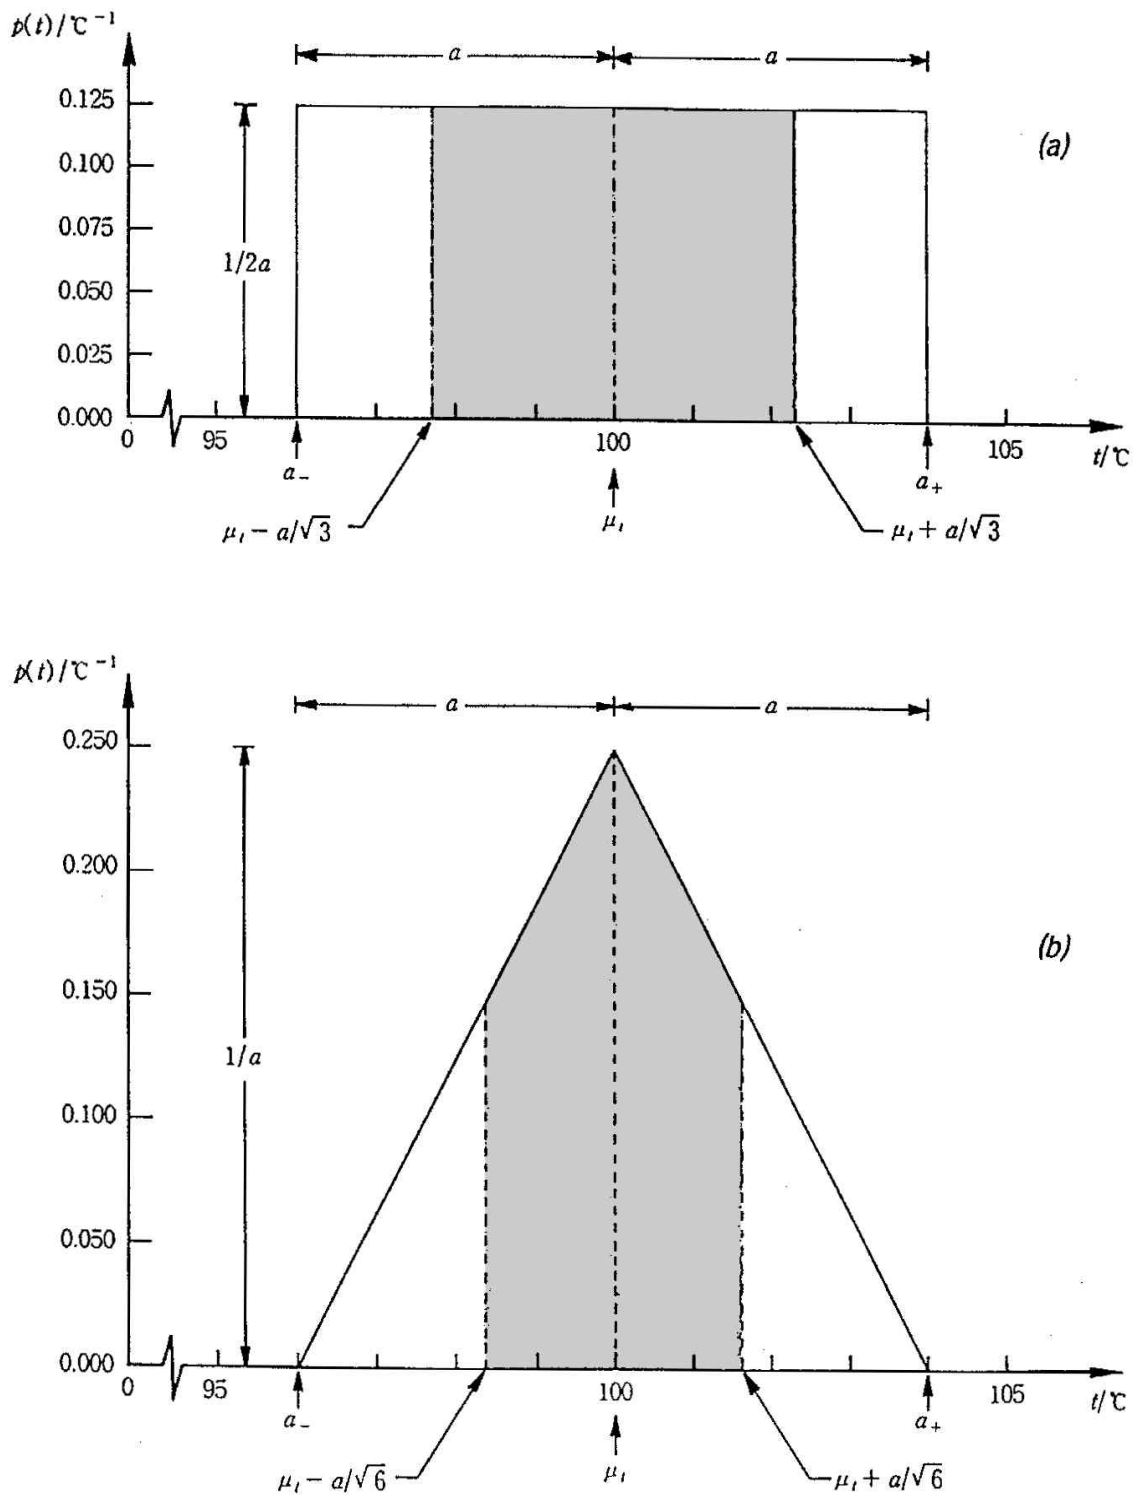 p(t)/℃⁻¹
a a
0.125
0.100
0.075
0.050
0.025
0.000
1/2a
(a)
0 95 100 105 t/℃
a₋ μₜ a₊
μₜ − a/√3 μₜ + a/√3
p(t)/℃⁻¹
a a
0.250
0.200
0.150
0.100
0.050
0.000
1/a
(b)
0 95 100 105 t/℃
a₋ μₜ a₊
μₜ − a/√6 μₜ + a/√6